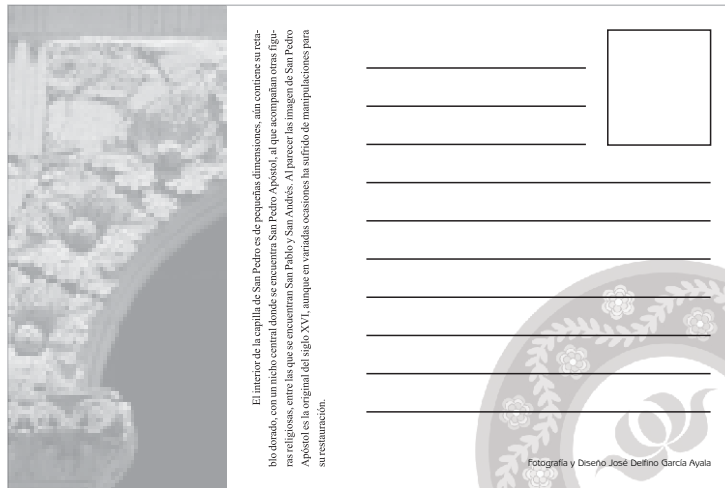 El interior de la capilla de San Pedro es de pequeñas dimensiones, aún contiene su reta-
blo dorado, con un nicho central donde se encuentra San Pedro Apóstol, al que acompañan otras figu-
ras religiosas, entre las que se encuentran San Pablo y San Andrés. Al parecer las imagen de San Pedro
Apóstol es la original del siglo XVI, aunque en variadas ocasiones ha sufrido de manipulaciones para
su restauración.
Fotografía y Diseño José Delfino García Ayala